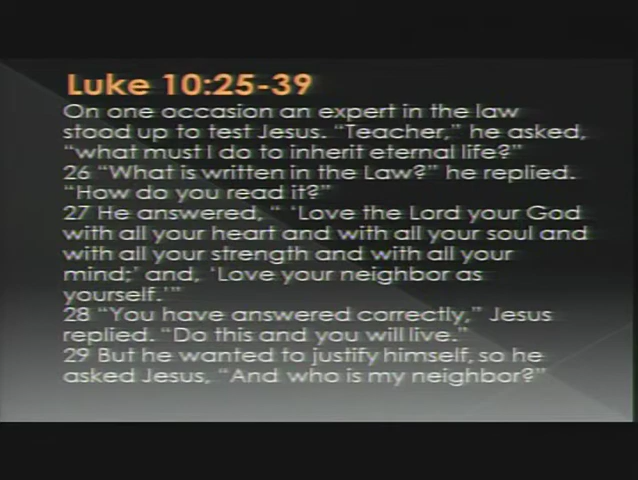 Luke 10:25-39
On one occasion an expert in the law
stood up to test Jesus. “Teacher,” he asked,
“what must I do to inherit eternal life?”
26 “What is written in the Law?” he replied.
“How do you read it?”
27 He answered, “ ‘Love the Lord your God
with all your heart and with all your soul and
with all your strength and with all your
mind;’ and, ‘Love your neighbor as
yourself.’”
28 “You have answered correctly,” Jesus
replied. “Do this and you will live.”
29 But he wanted to justify himself, so he
asked Jesus, “And who is my neighbor?”